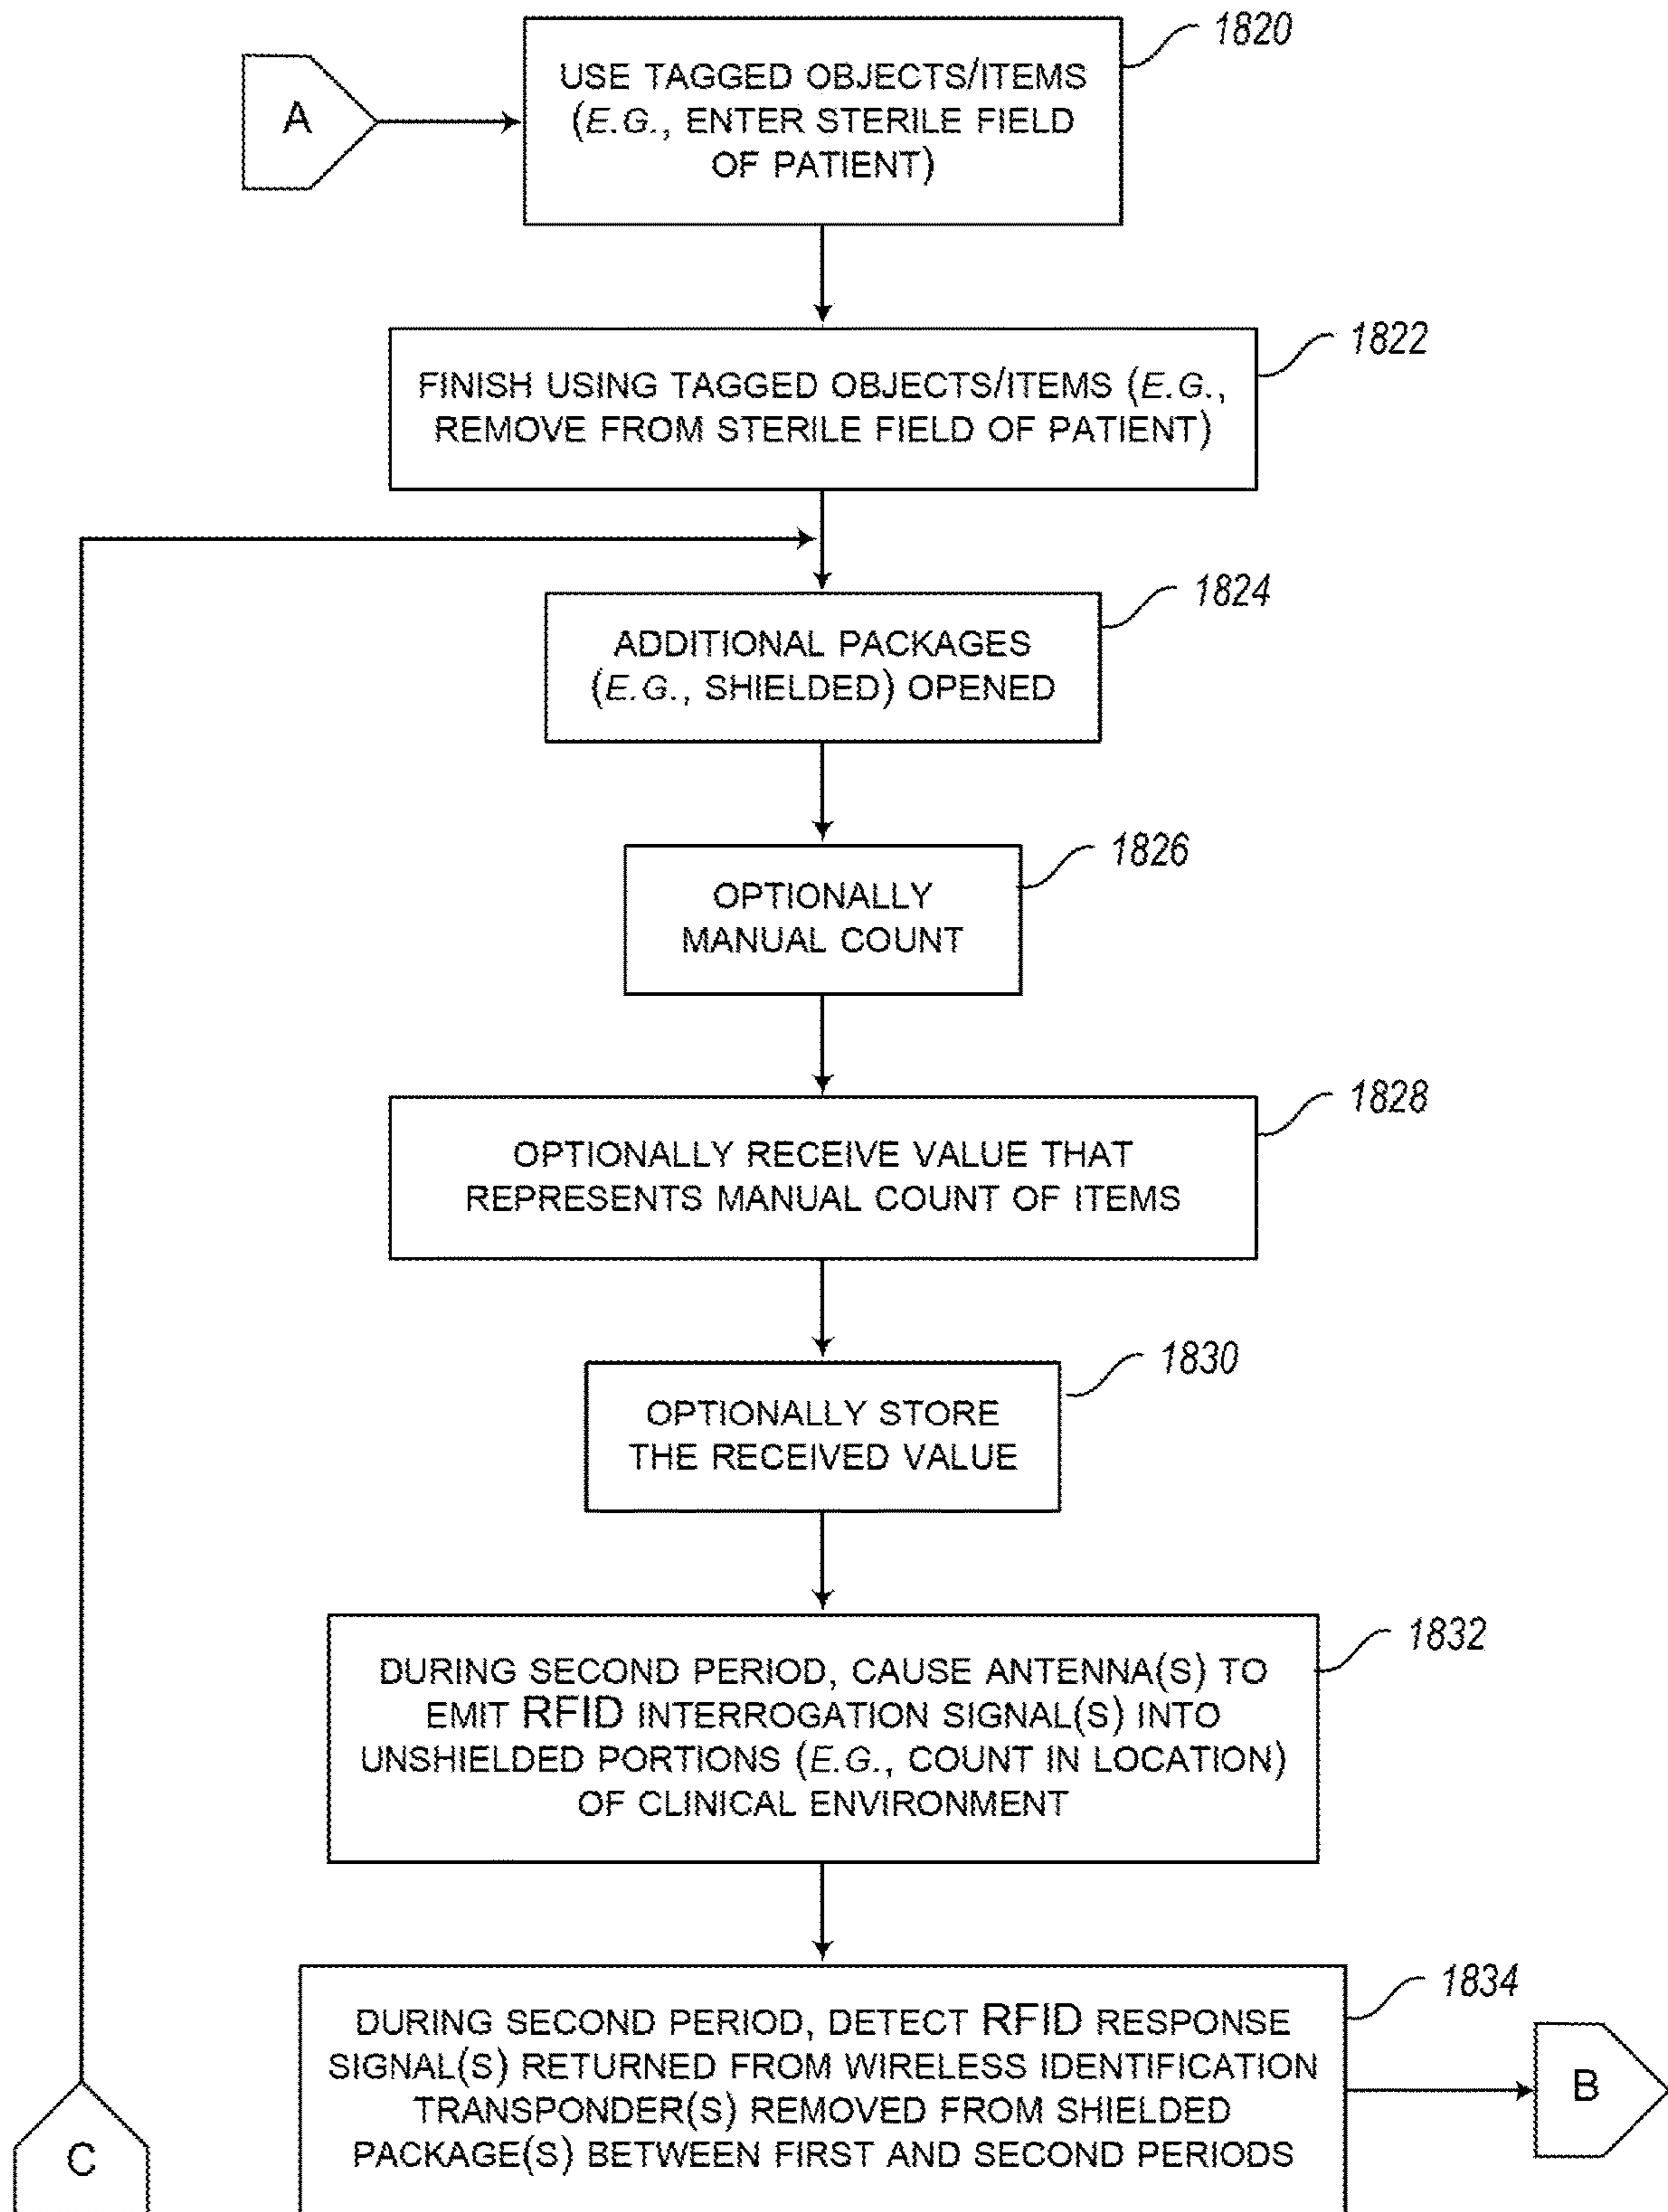 1820
A
USE TAGGED OBJECTS/ITEMS
(E.G., ENTER STERILE FIELD
OF PATIENT)
1822
FINISH USING TAGGED OBJECTS/ITEMS (E.G.,
REMOVE FROM STERILE FIELD OF PATIENT)
1824
ADDITIONAL PACKAGES
(E.G., SHIELDED) OPENED
1826
OPTIONALLY
MANUAL COUNT
1828
OPTIONALLY RECEIVE VALUE THAT
REPRESENTS MANUAL COUNT OF ITEMS
1830
OPTIONALLY STORE
THE RECEIVED VALUE
1832
DURING SECOND PERIOD, CAUSE ANTENNA(S) TO
EMIT RFID INTERROGATION SIGNAL(S) INTO
UNSHIELDED PORTIONS (E.G., COUNT IN LOCATION)
OF CLINICAL ENVIRONMENT
1834
DURING SECOND PERIOD, DETECT RFID RESPONSE
SIGNAL(S) RETURNED FROM WIRELESS IDENTIFICATION
TRANSPONDER(S) REMOVED FROM SHIELDED
PACKAGE(S) BETWEEN FIRST AND SECOND PERIODS
B
C